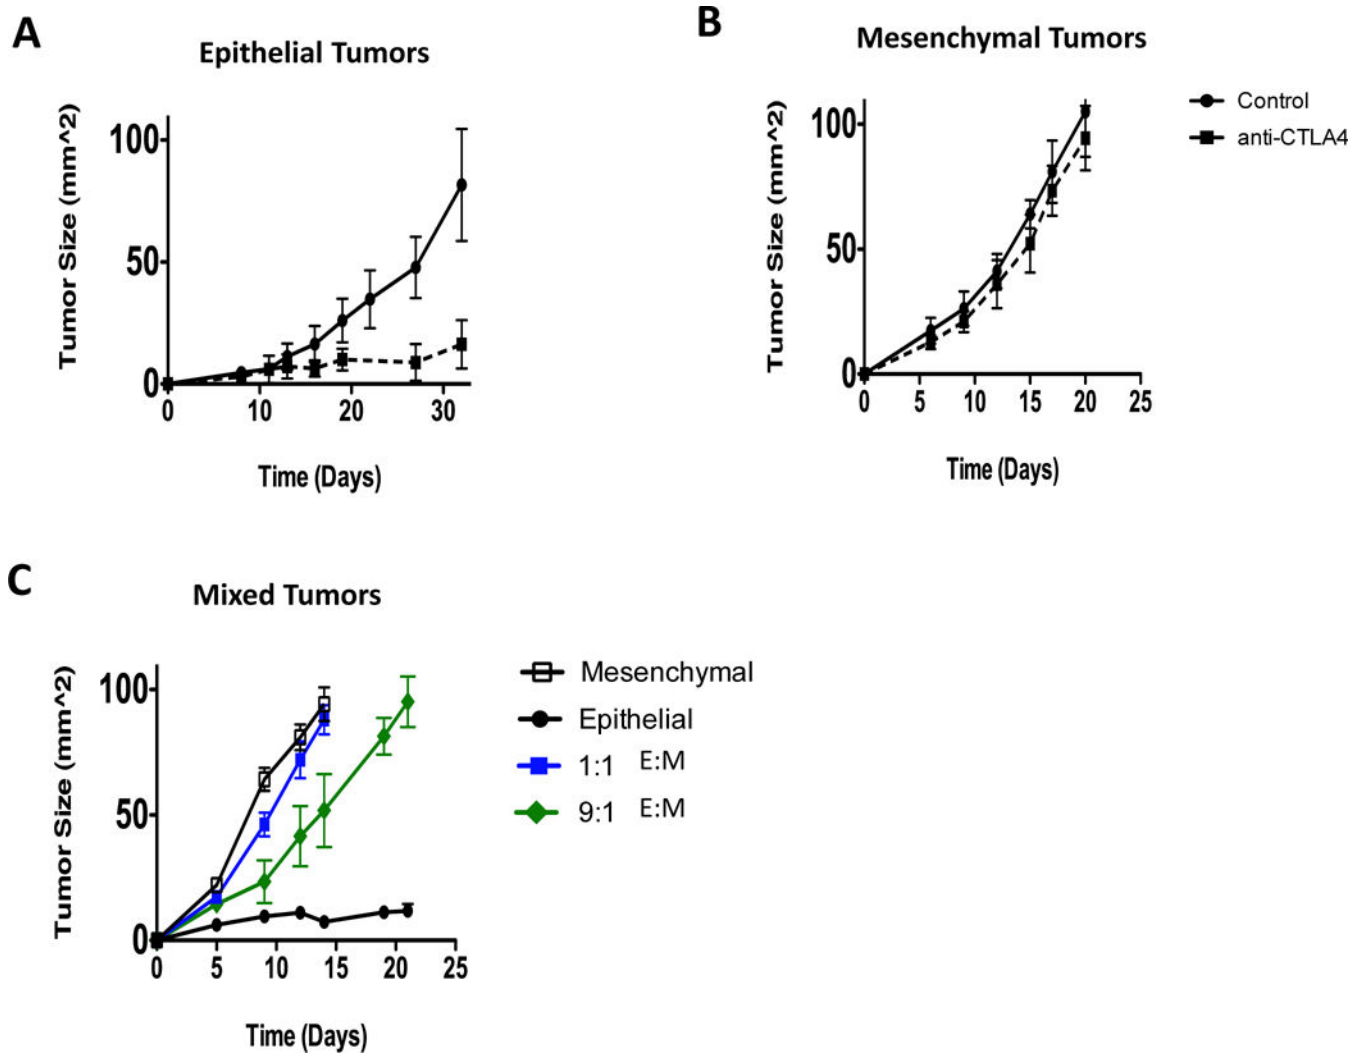 A
Epithelial Tumors
Tumor Size (mm^2)
100
50
0
0 10 20 30
Time (Days)
B
Mesenchymal Tumors
Tumor Size (mm^2)
100
50
0
0 5 10 15 20 25
Time (Days)
Control
anti-CTLA4
C
Mixed Tumors
Tumor Size (mm^2)
100
50
0
0 5 10 15 20 25
Time (Days)
Mesenchymal
Epithelial
1:1 E:M
9:1 E:M